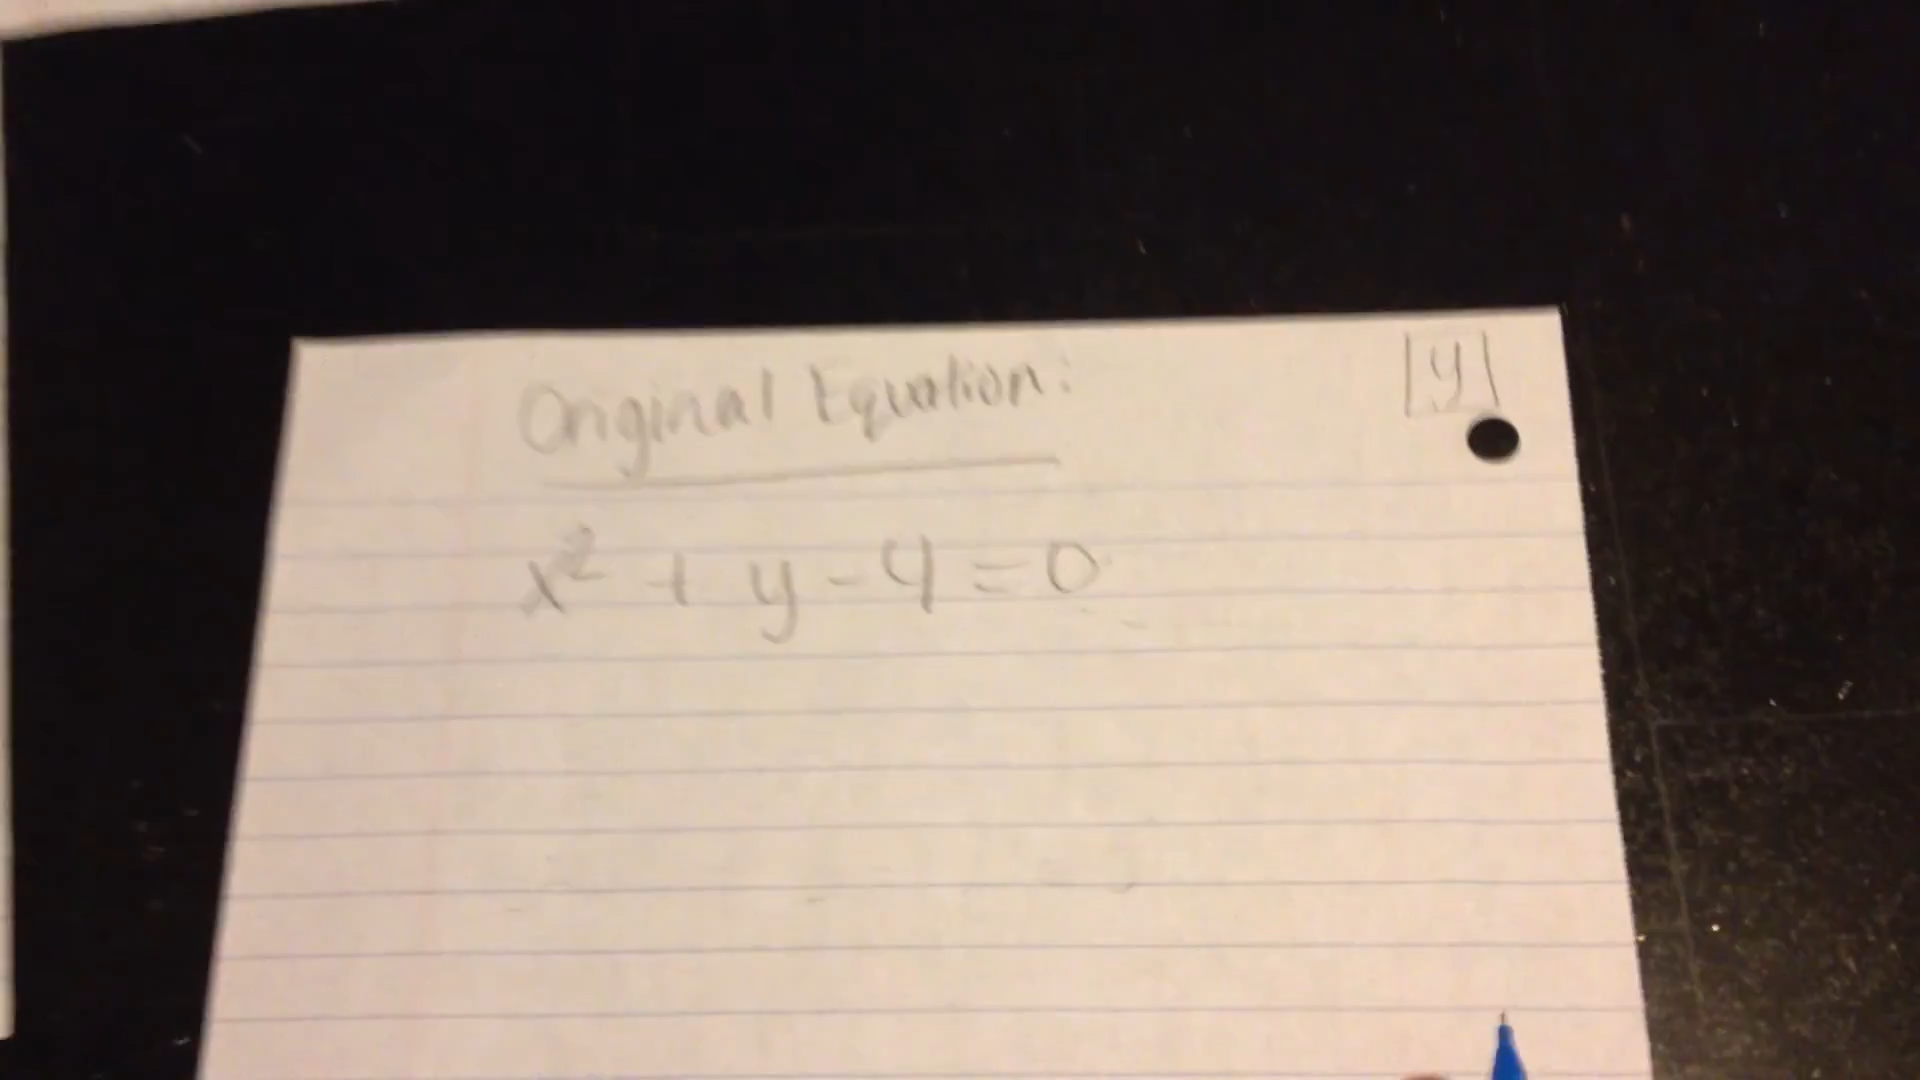 Original Equation:
y
x² + y - 4 = 0